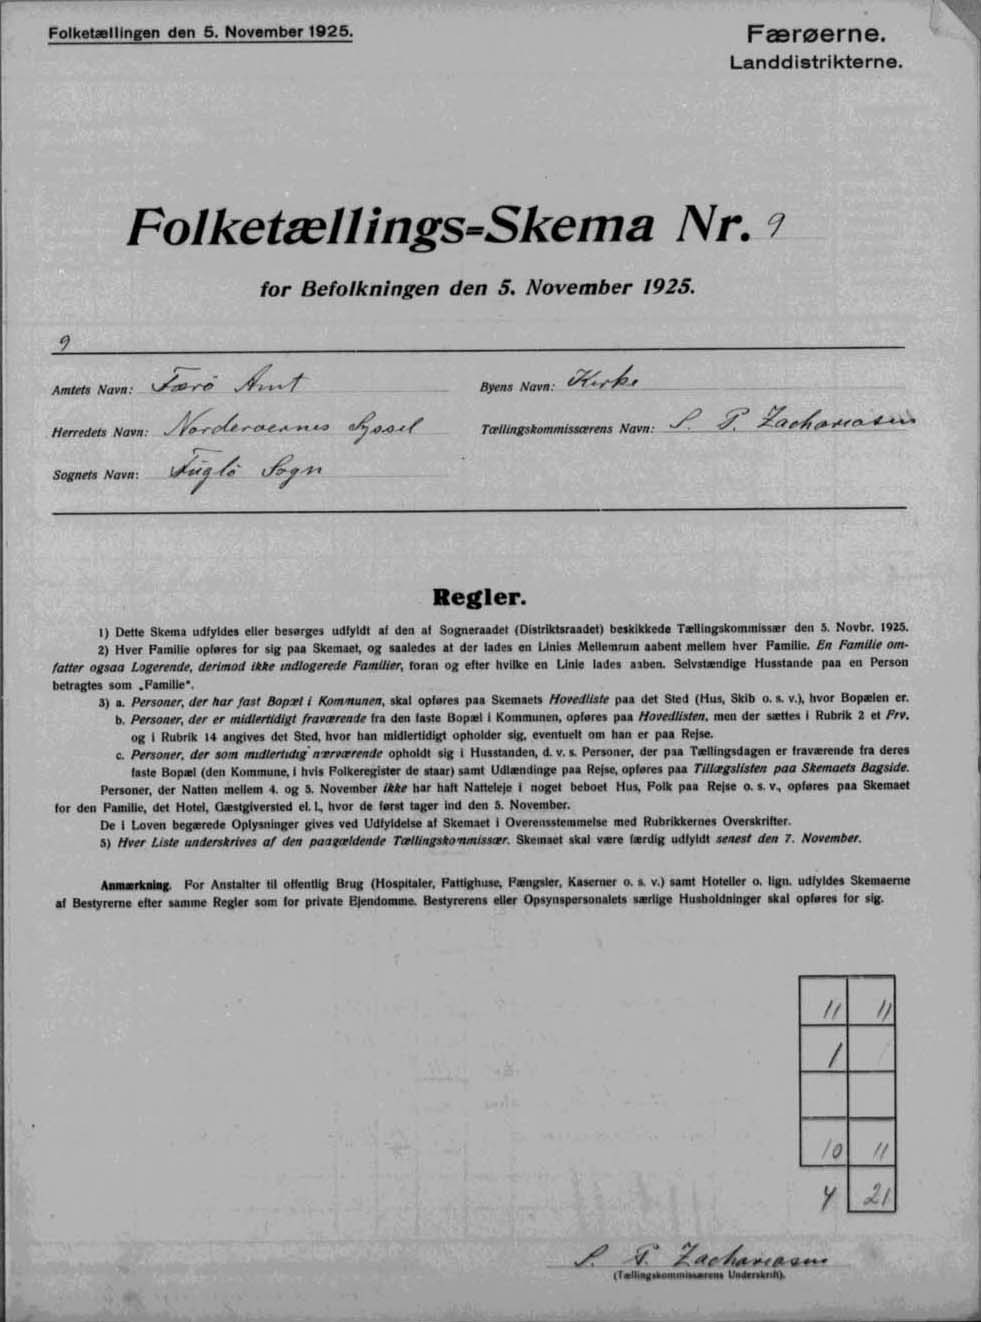 Folketællingen den 5. November 1925.
Færøerne.
Landdistrikterne.
Folketællings=Skema Nr. 9
for Befolkningen den 5. November 1925.
9
Amtets Navn: Færö Amt
Byens Navn: Kirke
Herredets Navn: Norderoernes Syssel
Tællingskommissærens Navn: S. P. Zachariasen
Sognets Navn: Fuglö Sogn
Regler.
1) Dette Skema udfyldes eller besørges udfyldt af den af Sogneraadet (Distriktsraadet) beskikkede Tællingskommissær den 5. Novbr. 1925.
2) Hver Familie opføres for sig paa Skemaet, og saaledes at der lades en Linies Mellemrum aabent mellem hver Familie. En Familie om-
fatter ogsaa Logerende, derimod ikke indlogerede Familier, foran og efter hvilke en Linie lades aaben. Selvstændige Husstande paa en Person
betragtes som „Familie".
3) a. Personer, der har fast Bopæl i Kommunen, skal opføres paa Skemaets Hovedliste paa det Sted (Hus, Skib o. s. v.), hvor Bopælen er.
b. Personer, der er midlertidigt fraværende fra den faste Bopæl i Kommunen, opføres paa Hovedlisten, men der sættes i Rubrik 2 et Frv.
og i Rubrik 14 angives det Sted, hvor han midlertidigt opholder sig, eventuelt om han er paa Rejse.
c. Personer, der som midlertidig nærværende opholdt sig i Husstanden, d. v. s. Personer, der paa Tællingsdagen er fraværende fra deres
faste Bopæl (den Kommune, i hvis Folkeregister de staar) samt Udlændinge paa Rejse, opføres paa Tillægslisten paa Skemaets Bagside.
Personer, der Natten mellem 4. og 5. November ikke har haft Natteleje i noget beboet Hus, Folk paa Rejse o. s. v., opføres paa Skemaet
for den Familie, det Hotel, Gæstgiversted el. l., hvor de først tager ind den 5. November.
De i Loven begærede Oplysninger gives ved Udfyldelse af Skemaet i Overensstemmelse med Rubrikkernes Overskrifter.
5) Hver Liste underskrives af den paagældende Tællingskommissær. Skemaet skal være færdig udfyldt senest den 7. November.
Anmærkning. For Anstalter til offentlig Brug (Hospitaler, Fattighuse, Fængsler, Kaserner o. s. v.) samt Hoteller o. lign. udfyldes Skemaerne
af Bestyrerne efter samme Regler som for private Ejendomme. Bestyrerens eller Opsynspersonalets særlige Husholdninger skal opføres for sig.
11 11
1
10 11
4 21
S. P. Zachariasen
(Tællingskommissærens Underskrift).